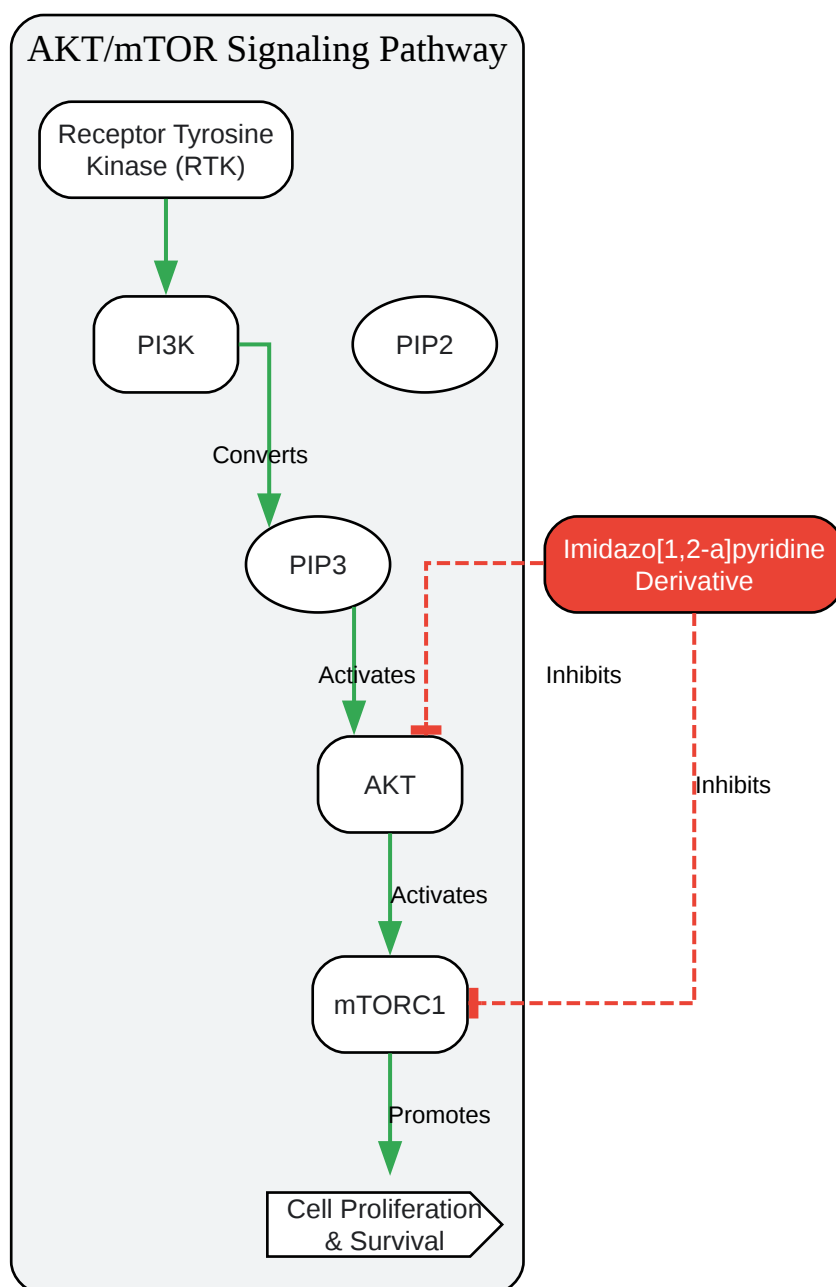 AKT/mTOR Signaling Pathway
Receptor Tyrosine
Kinase (RTK)
PI3K
PIP2
Converts
PIP3
Imidazo[1,2-a]pyridine
Derivative
Activates
Inhibits
AKT
Inhibits
Activates
mTORC1
Promotes
Cell Proliferation
& Survival